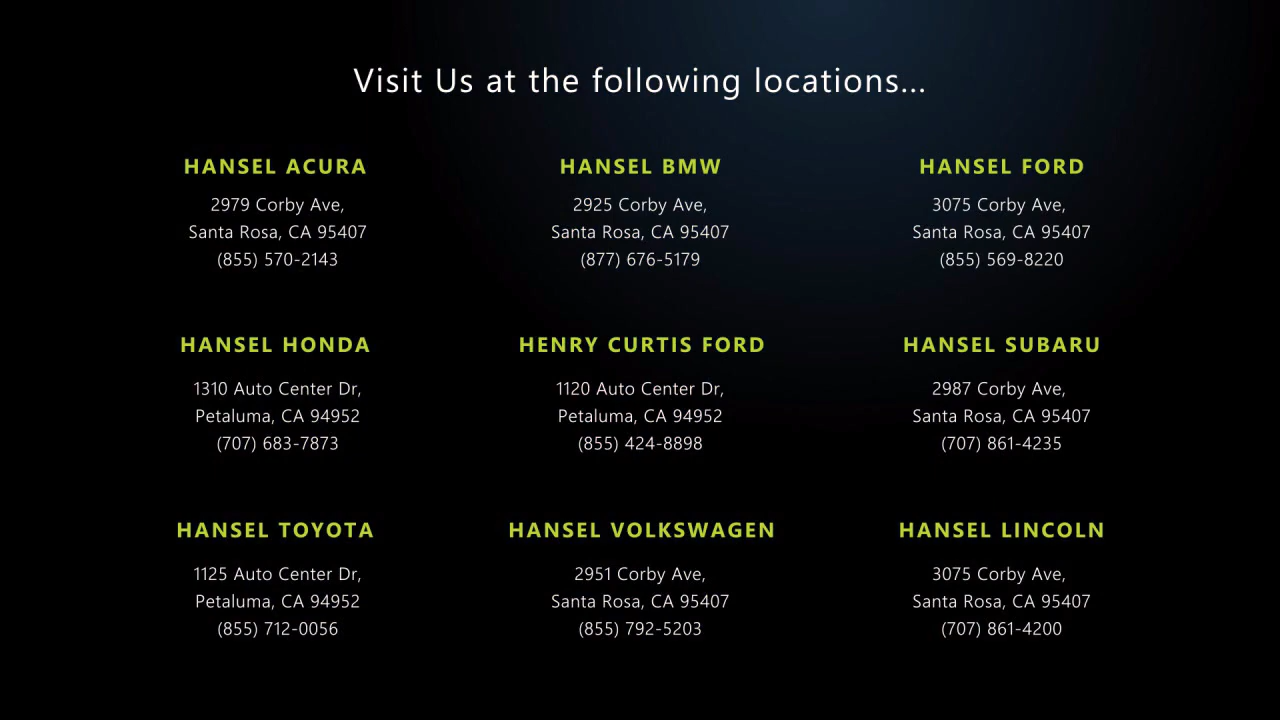 Visit Us at the following locations...
HANSEL ACURA
2979 Corby Ave,
Santa Rosa, CA 95407
(855) 570-2143
HANSEL BMW
2925 Corby Ave,
Santa Rosa, CA 95407
(877) 676-5179
HANSEL FORD
3075 Corby Ave,
Santa Rosa, CA 95407
(855) 569-8220
HANSEL HONDA
1310 Auto Center Dr,
Petaluma, CA 94952
(707) 683-7873
HENRY CURTIS FORD
1120 Auto Center Dr,
Petaluma, CA 94952
(855) 424-8898
HANSEL SUBARU
2987 Corby Ave,
Santa Rosa, CA 95407
(707) 861-4235
HANSEL TOYOTA
1125 Auto Center Dr,
Petaluma, CA 94952
(855) 712-0056
HANSEL VOLKSWAGEN
2951 Corby Ave,
Santa Rosa, CA 95407
(855) 792-5203
HANSEL LINCOLN
3075 Corby Ave,
Santa Rosa, CA 95407
(707) 861-4200